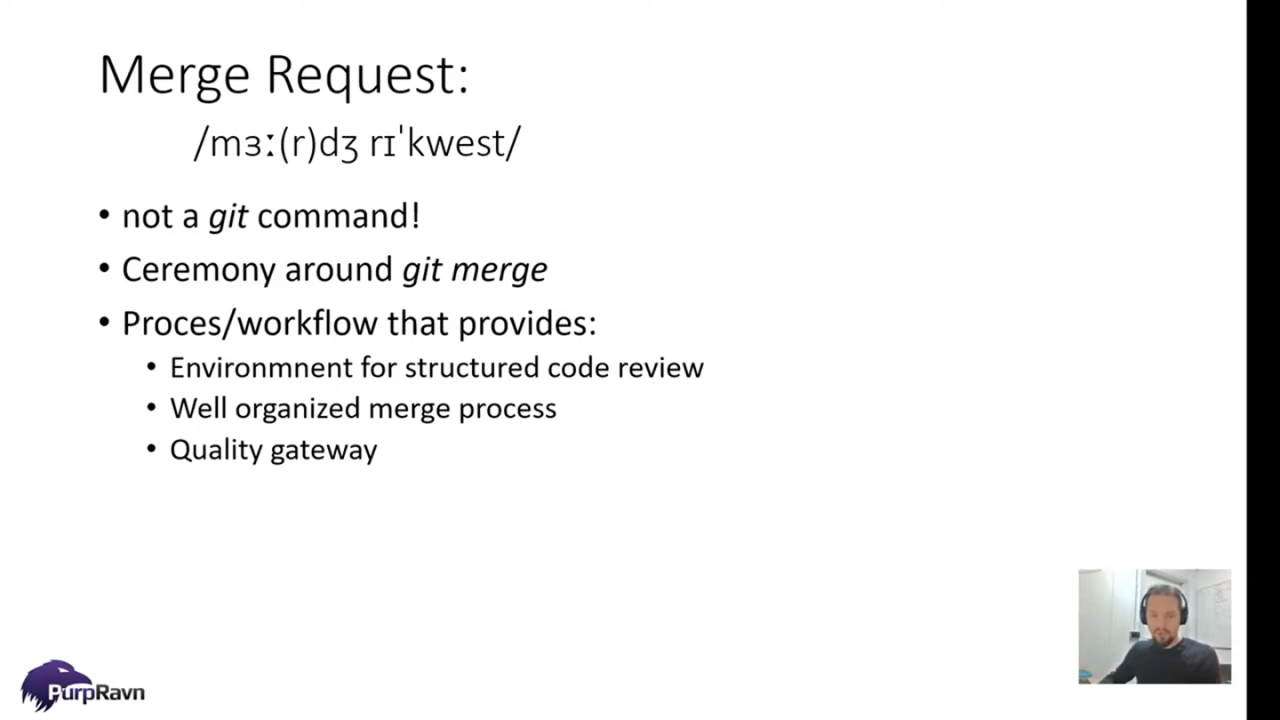 Merge Request:
/mɜː(r)dʒ rɪˈkwest/
• not a git command!
• Ceremony around git merge
• Proces/workflow that provides:
• Environmnent for structured code review
• Well organized merge process
• Quality gateway
PurpRavn